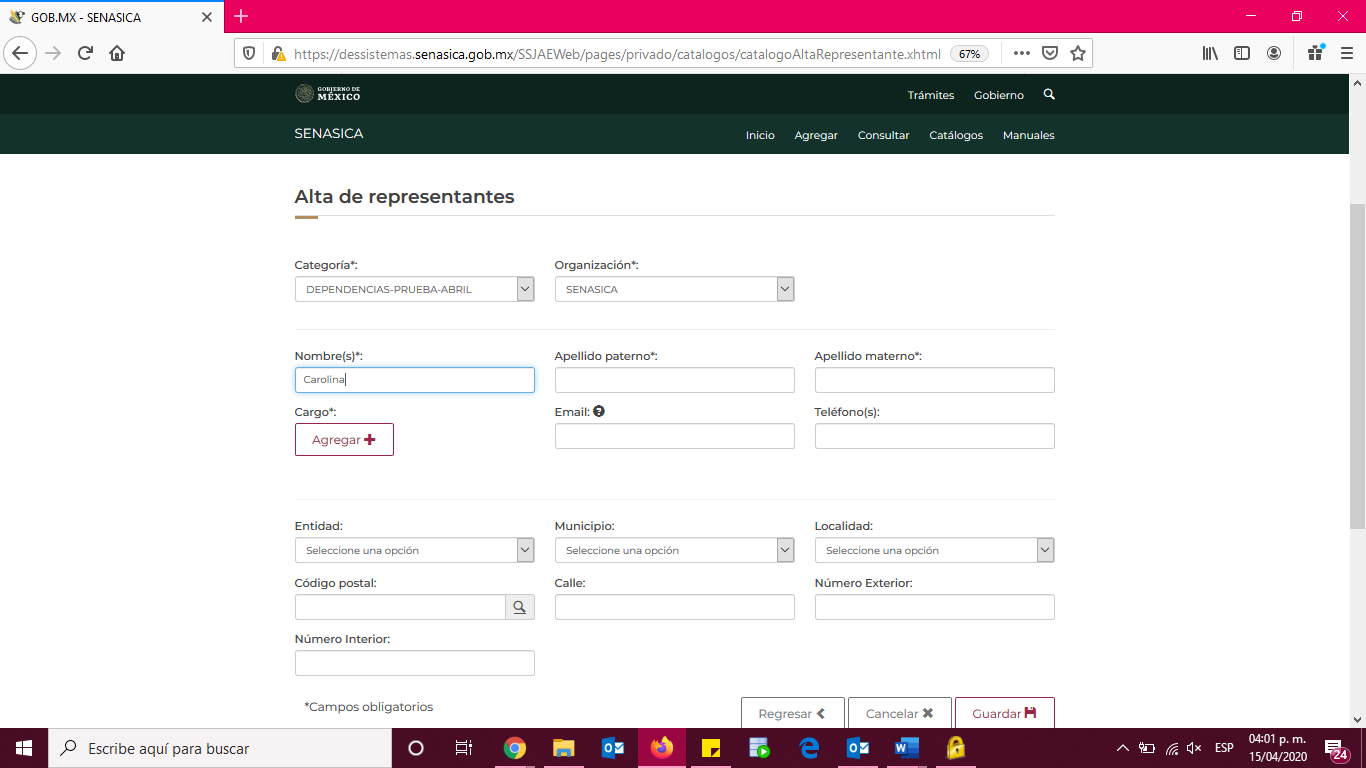 GOB.MX - SENASICA
https://dessistemas.senasica.gob.mx/SSJAEWeb/pages/privado/catalogos/catalogoAltaRepresentante.xhtml 67%
GOBIERNO DE
MÉXICO
Trámites Gobierno
SENASICA
Inicio Agregar Consultar Catálogos Manuales
Alta de representantes
Categoría*: Organización*:
DEPENDENCIAS-PRUEBA-ABRIL SENASICA
Nombre(s)*: Apellido paterno*: Apellido materno*:
Carolina
Cargo*: Email: Teléfono(s):
Agregar
Entidad: Municipio: Localidad:
Seleccione una opción Seleccione una opción Seleccione una opción
Código postal: Calle: Número Exterior:
Número Interior:
*Campos obligatorios
Regresar Cancelar Guardar
Escribe aquí para buscar
ESP
04:01 p. m.
15/04/2020
24